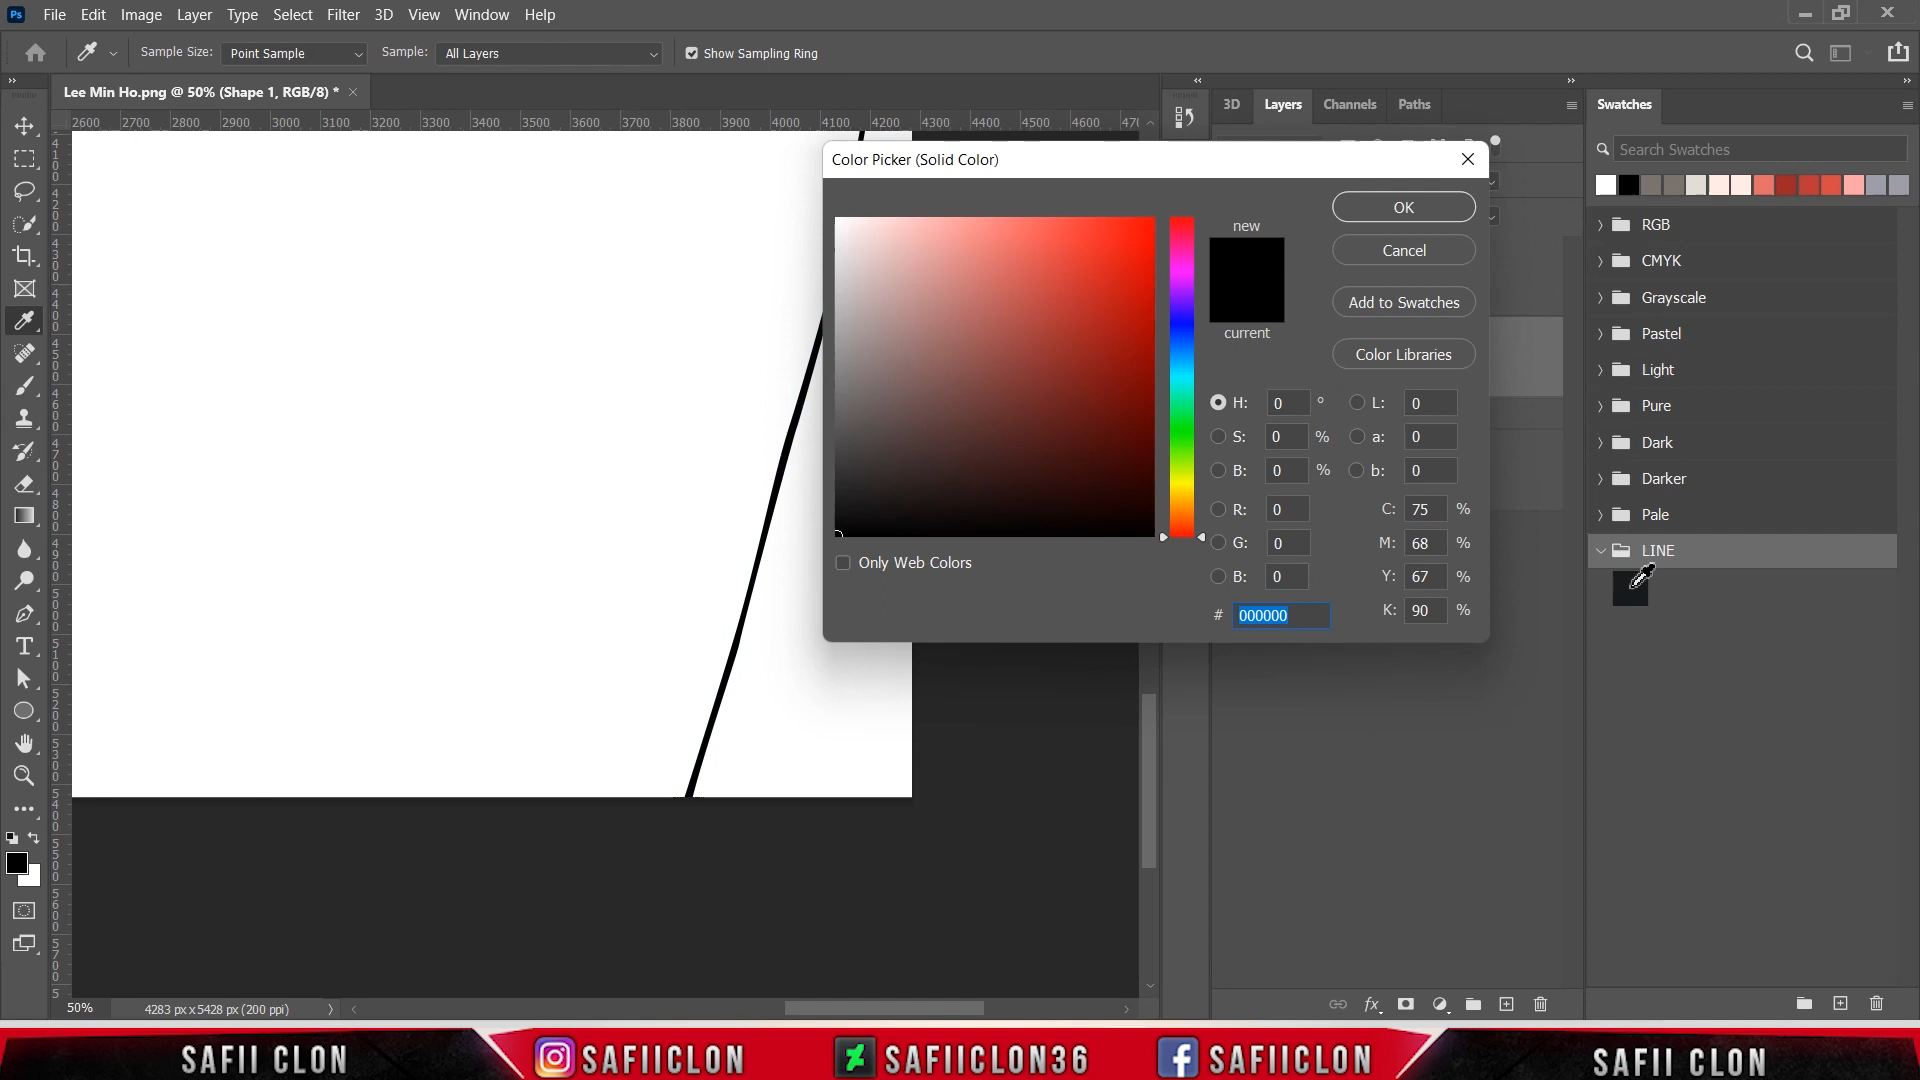 Ps File Edit Image Layer Type Select Filter 3D View Window Help
Sample Size: Point Sample Sample: All Layers Show Sampling Ring
Lee Min Ho.png @ 50% (Shape 1, RGB/8) *
3D Layers Channels Paths
Swatches
2600 2700 2800 2900 3000 3100 3200 3300 3400 3500 3600 3700 3800 3900 4000 4100 4200 4300 4400 4500 4600
Search Swatches
Color Picker (Solid Color)
new
current
OK
Cancel
Add to Swatches
Color Libraries
H: 0 ° L: 0
S: 0 % a: 0
B: 0 % b: 0
R: 0 C: 75 %
G: 0 M: 68 %
B: 0 Y: 67 %
# 000000 K: 90 %
Only Web Colors
RGB
CMYK
Grayscale
Pastel
Light
Pure
Dark
Darker
Pale
LINE
T
fx
50% 4283 px x 5428 px (200 ppi)
SAFII CLON SAFIICLON SAFIICLON36 SAFIICLON SAFII CLON